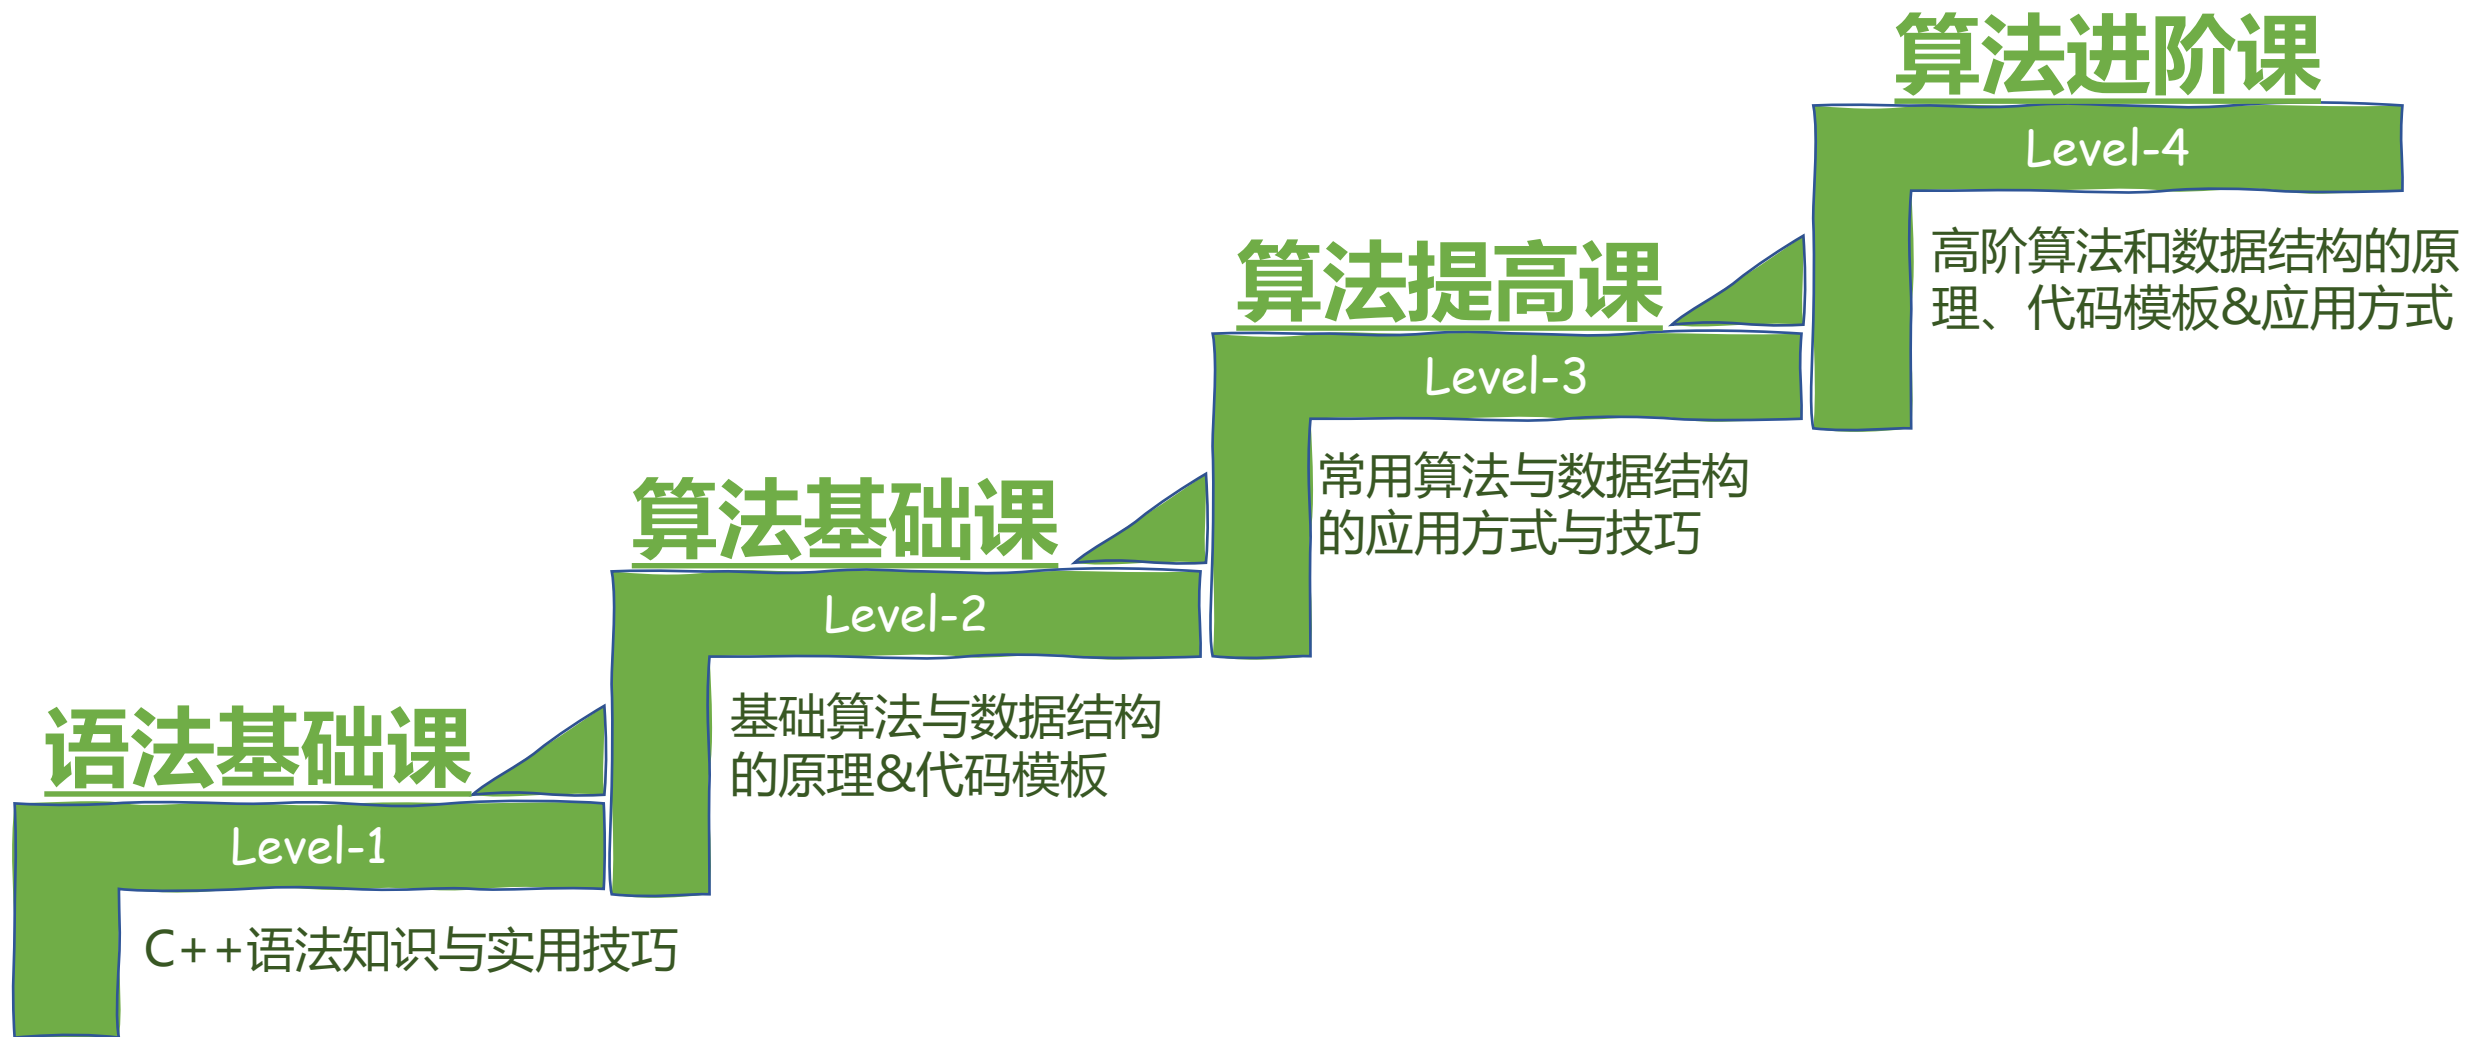 算法进阶课
Level-4
高阶算法和数据结构的原
理、代码模板&应用方式
算法提高课
Level-3
常用算法与数据结构
的应用方式与技巧
算法基础课
Level-2
基础算法与数据结构
的原理&代码模板
语法基础课
Level-1
C++语法知识与实用技巧